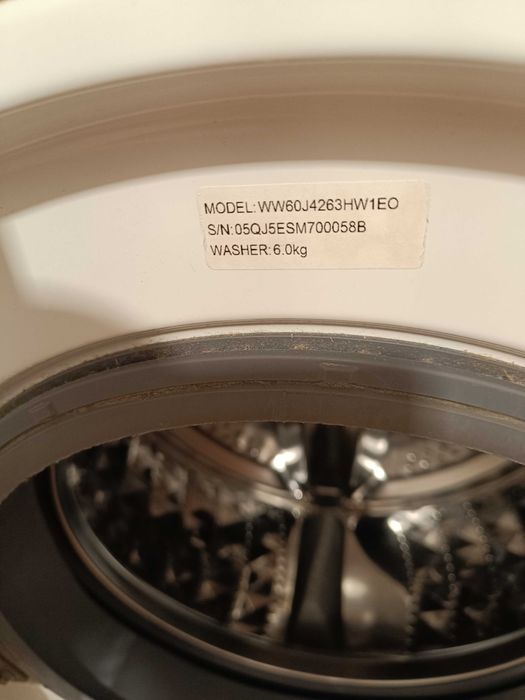 MODEL: WW60J4263HW1EO
S/N: 05QJ5ESM700058B
WASHER: 6.0kg